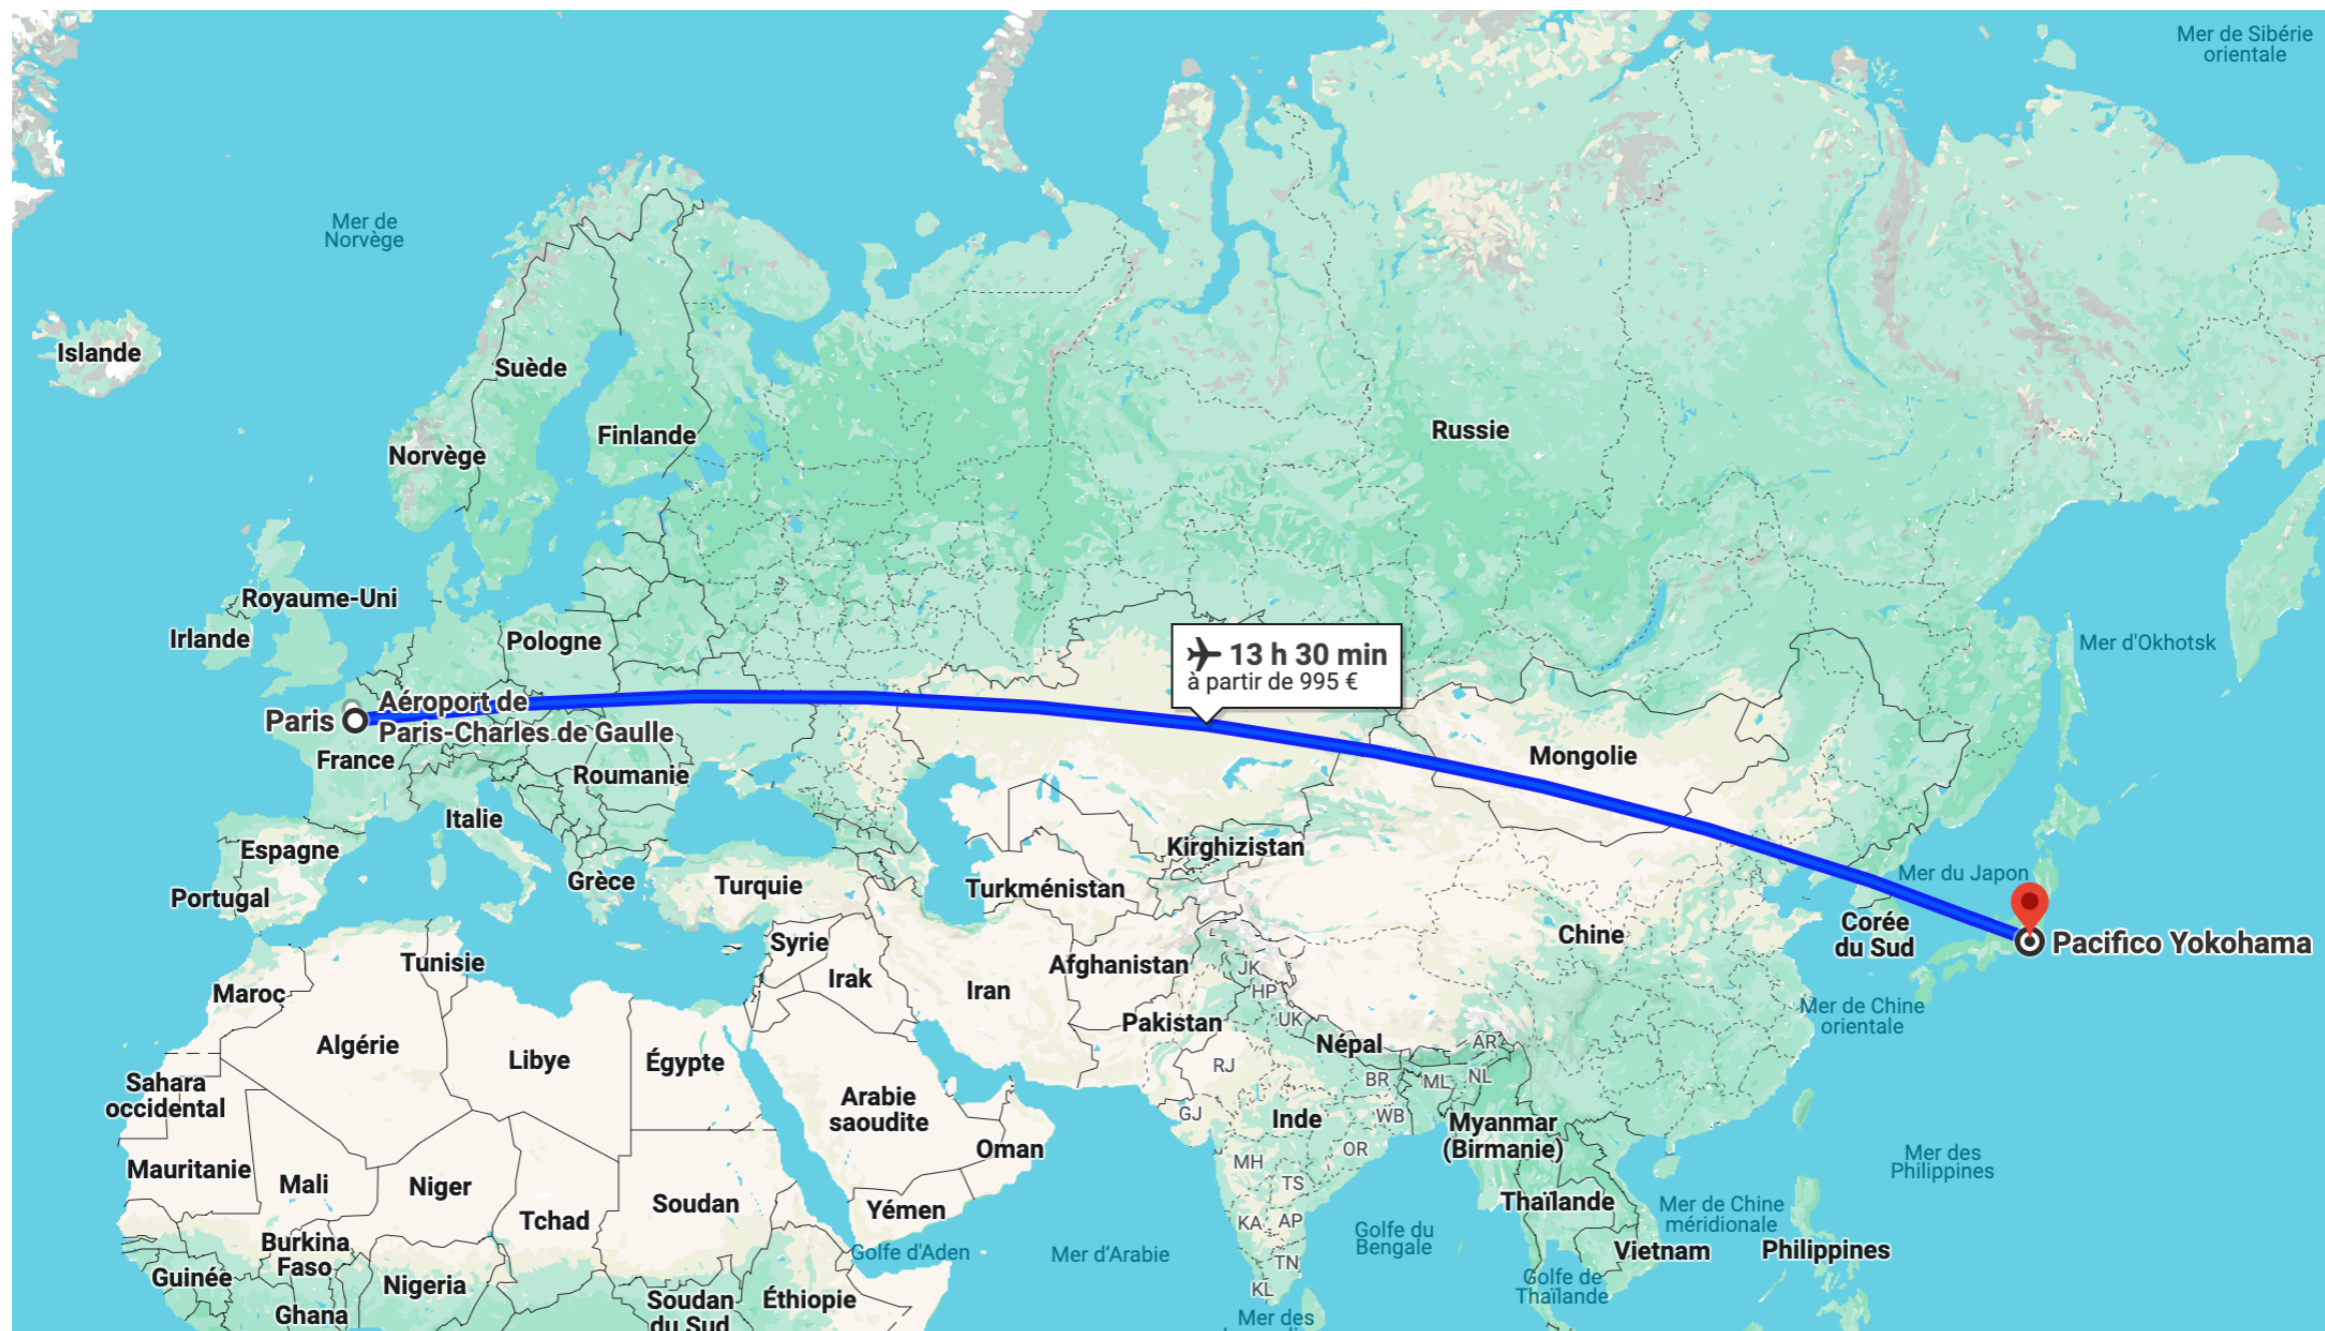 Mer de Sibérie
orientale
Mer de
Norvège
Islande
Suède
Finlande
Norvège
Russie
Royaume-Uni
Irlande
Pologne
Mer d'Okhotsk
13 h 30 min
à partir de 995 €
Aéroport de
Paris-Charles de Gaulle
Paris
France
Roumanie
Mongolie
Italie
Espagne
Kirghizistan
Portugal
Grèce
Turquie
Turkménistan
Mer du Japon
Corée
du Sud
Chine
Pacifico Yokohama
Syrie
Tunisie
Irak
Afghanistan
JK
Maroc
Iran
HP
Mer de Chine
orientale
Pakistan
UK
Algérie
Libye
Égypte
Népal
AR
RJ
Sahara
occidental
BR
ML
NL
Arabie
saoudite
GJ
Inde
WB
Myanmar
(Birmanie)
Oman
OR
Mauritanie
Mali
Niger
MH
Mer des
Philippines
TS
Soudan
Yémen
Tchad
Thaïlande
Mer de Chine
méridionale
KA
AP
Burkina
Faso
Golfe d'Aden
Mer d'Arabie
Golfe du
Bengale
Vietnam
Philippines
TN
Guinée
Nigeria
KL
Golfe de
Thaïlande
Ghana
Soudan
du Sud
Éthiopie
Mer des